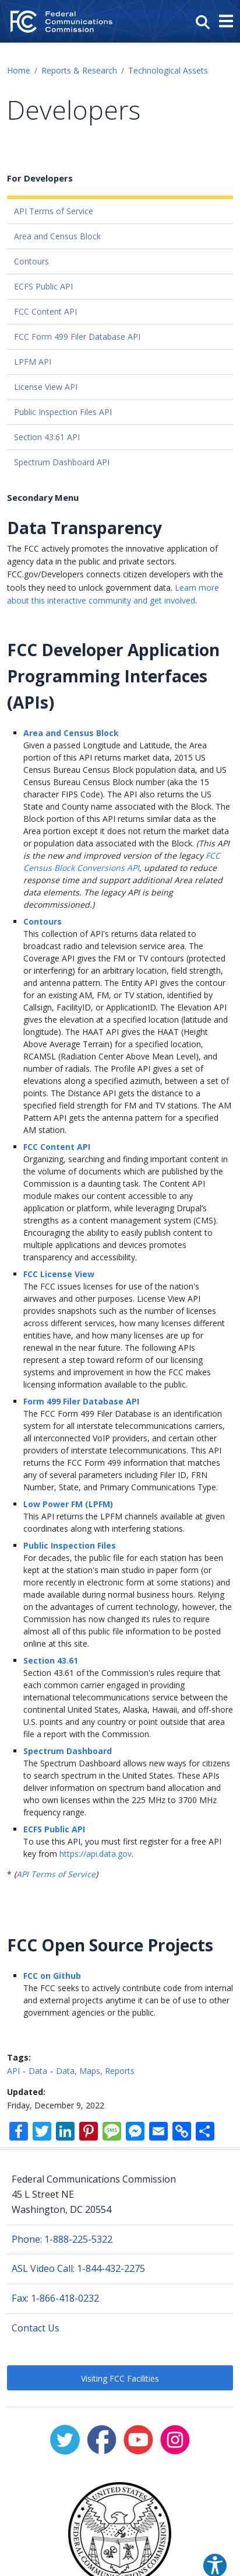 Federal
Communications
Commission
Home / Reports & Research / Technological Assets
Developers
For Developers
API Terms of Service
Area and Census Block
Contours
ECFS Public API
FCC Content API
FCC Form 499 Filer Database API
LPFM API
License View API
Public Inspection Files API
Section 43.61 API
Spectrum Dashboard API
Secondary Menu
Data Transparency
The FCC actively promotes the innovative application of
agency data in the public and private sectors.
FCC.gov/Developers connects citizen developers with the
tools they need to unlock government data. Learn more
about this interactive community and get involved.
FCC Developer Application
Programming Interfaces
(APIs)
Area and Census Block
Given a passed Longitude and Latitude, the Area
portion of this API returns market data, 2015 US
Census Bureau Census Block population data, and US
Census Bureau Census Block number (aka the 15
character FIPS Code). The API also returns the US
State and County name associated with the Block. The
Block portion of this API returns similar data as the
Area portion except it does not return the market data
or population data associated with the Block. (This API
is the new and improved version of the legacy FCC
Census Block Conversions API, updated to reduce
response time and support additional Area related
data elements. The legacy API is being
decommissioned.)
Contours
This collection of API's returns data related to
broadcast radio and television service area. The
Coverage API gives the FM or TV contours (protected
or interfering) of an arbitrary location, field strength,
and antenna pattern. The Entity API gives the contour
for an existing AM, FM, or TV station, identified by
Callsign, FacilityID, or ApplicationID. The Elevation API
gives the elevation at a specified location (latitude and
longitude). The HAAT API gives the HAAT (Height
Above Average Terrain) for a specified location,
RCAMSL (Radiation Center Above Mean Level), and
number of radials. The Profile API gives a set of
elevations along a specified azimuth, between a set of
points. The Distance API gets the distance to a
specified field strength for FM and TV stations. The AM
Pattern API gets the antenna pattern for a specified
AM station.
FCC Content API
Organizing, searching and finding important content in
the volume of documents which are published by the
Commission is a daunting task. The Content API
module makes our content accessible to any
application or platform, while leveraging Drupal's
strengths as a content management system (CMS).
Encouraging the ability to easily publish content to
multiple applications and devices promotes
transparency and accessibility.
FCC License View
The FCC issues licenses for use of the nation's
airwaves and other purposes. License View API
provides snapshots such as the number of licenses
across different services, how many licenses different
entities have, and how many licenses are up for
renewal in the near future. The following APIs
represent a step toward reform of our licensing
systems and improvement in how the FCC makes
licensing information available to the public.
Form 499 Filer Database API
The FCC Form 499 Filer Database is an identification
system for all interstate telecommunications carriers,
all interconnected VoIP providers, and certain other
providers of interstate telecommunications. This API
returns the FCC Form 499 information that matches
any of several parameters including Filer ID, FRN
Number, State, and Primary Communications Type.
Low Power FM (LPFM)
This API returns the LPFM channels available at given
coordinates along with interfering stations.
Public Inspection Files
For decades, the public file for each station has been
kept at the station's main studio in paper form (or
more recently in electronic form at some stations) and
made available during normal business hours. Relying
on the advantages of current technology, however, the
Commission has now changed its rules to require
almost all of this public file information to be posted
online at this site.
Section 43.61
Section 43.61 of the Commission's rules require that
each common carrier engaged in providing
international telecommunications service between the
continental United States, Alaska, Hawaii, and off-shore
U.S. points and any country or point outside that area
file a report with the Commission.
Spectrum Dashboard
The Spectrum Dashboard allows new ways for citizens
to search spectrum in the United States. These APIs
deliver information on spectrum band allocation and
who own licenses within the 225 MHz to 3700 MHz
frequency range.
ECFS Public API
To use this API, you must first register for a free API
key from https://api.data.gov.
* (API Terms of Service)
FCC Open Source Projects
FCC on Github
The FCC seeks to actively contribute code from internal
and external projects anytime it can be of use to other
government agencies or the public.
Tags:
API - Data - Data, Maps, Reports
Updated:
Friday, December 9, 2022
SMS
Federal Communications Commission
45 L Street NE
Washington, DC 20554
Phone: 1-888-225-5322
ASL Video Call: 1-844-432-2275
Fax: 1-866-418-0232
Contact Us
Visiting FCC Facilities
UNITED STATES
FEDERAL COMMUNICATIONS COMMISSION